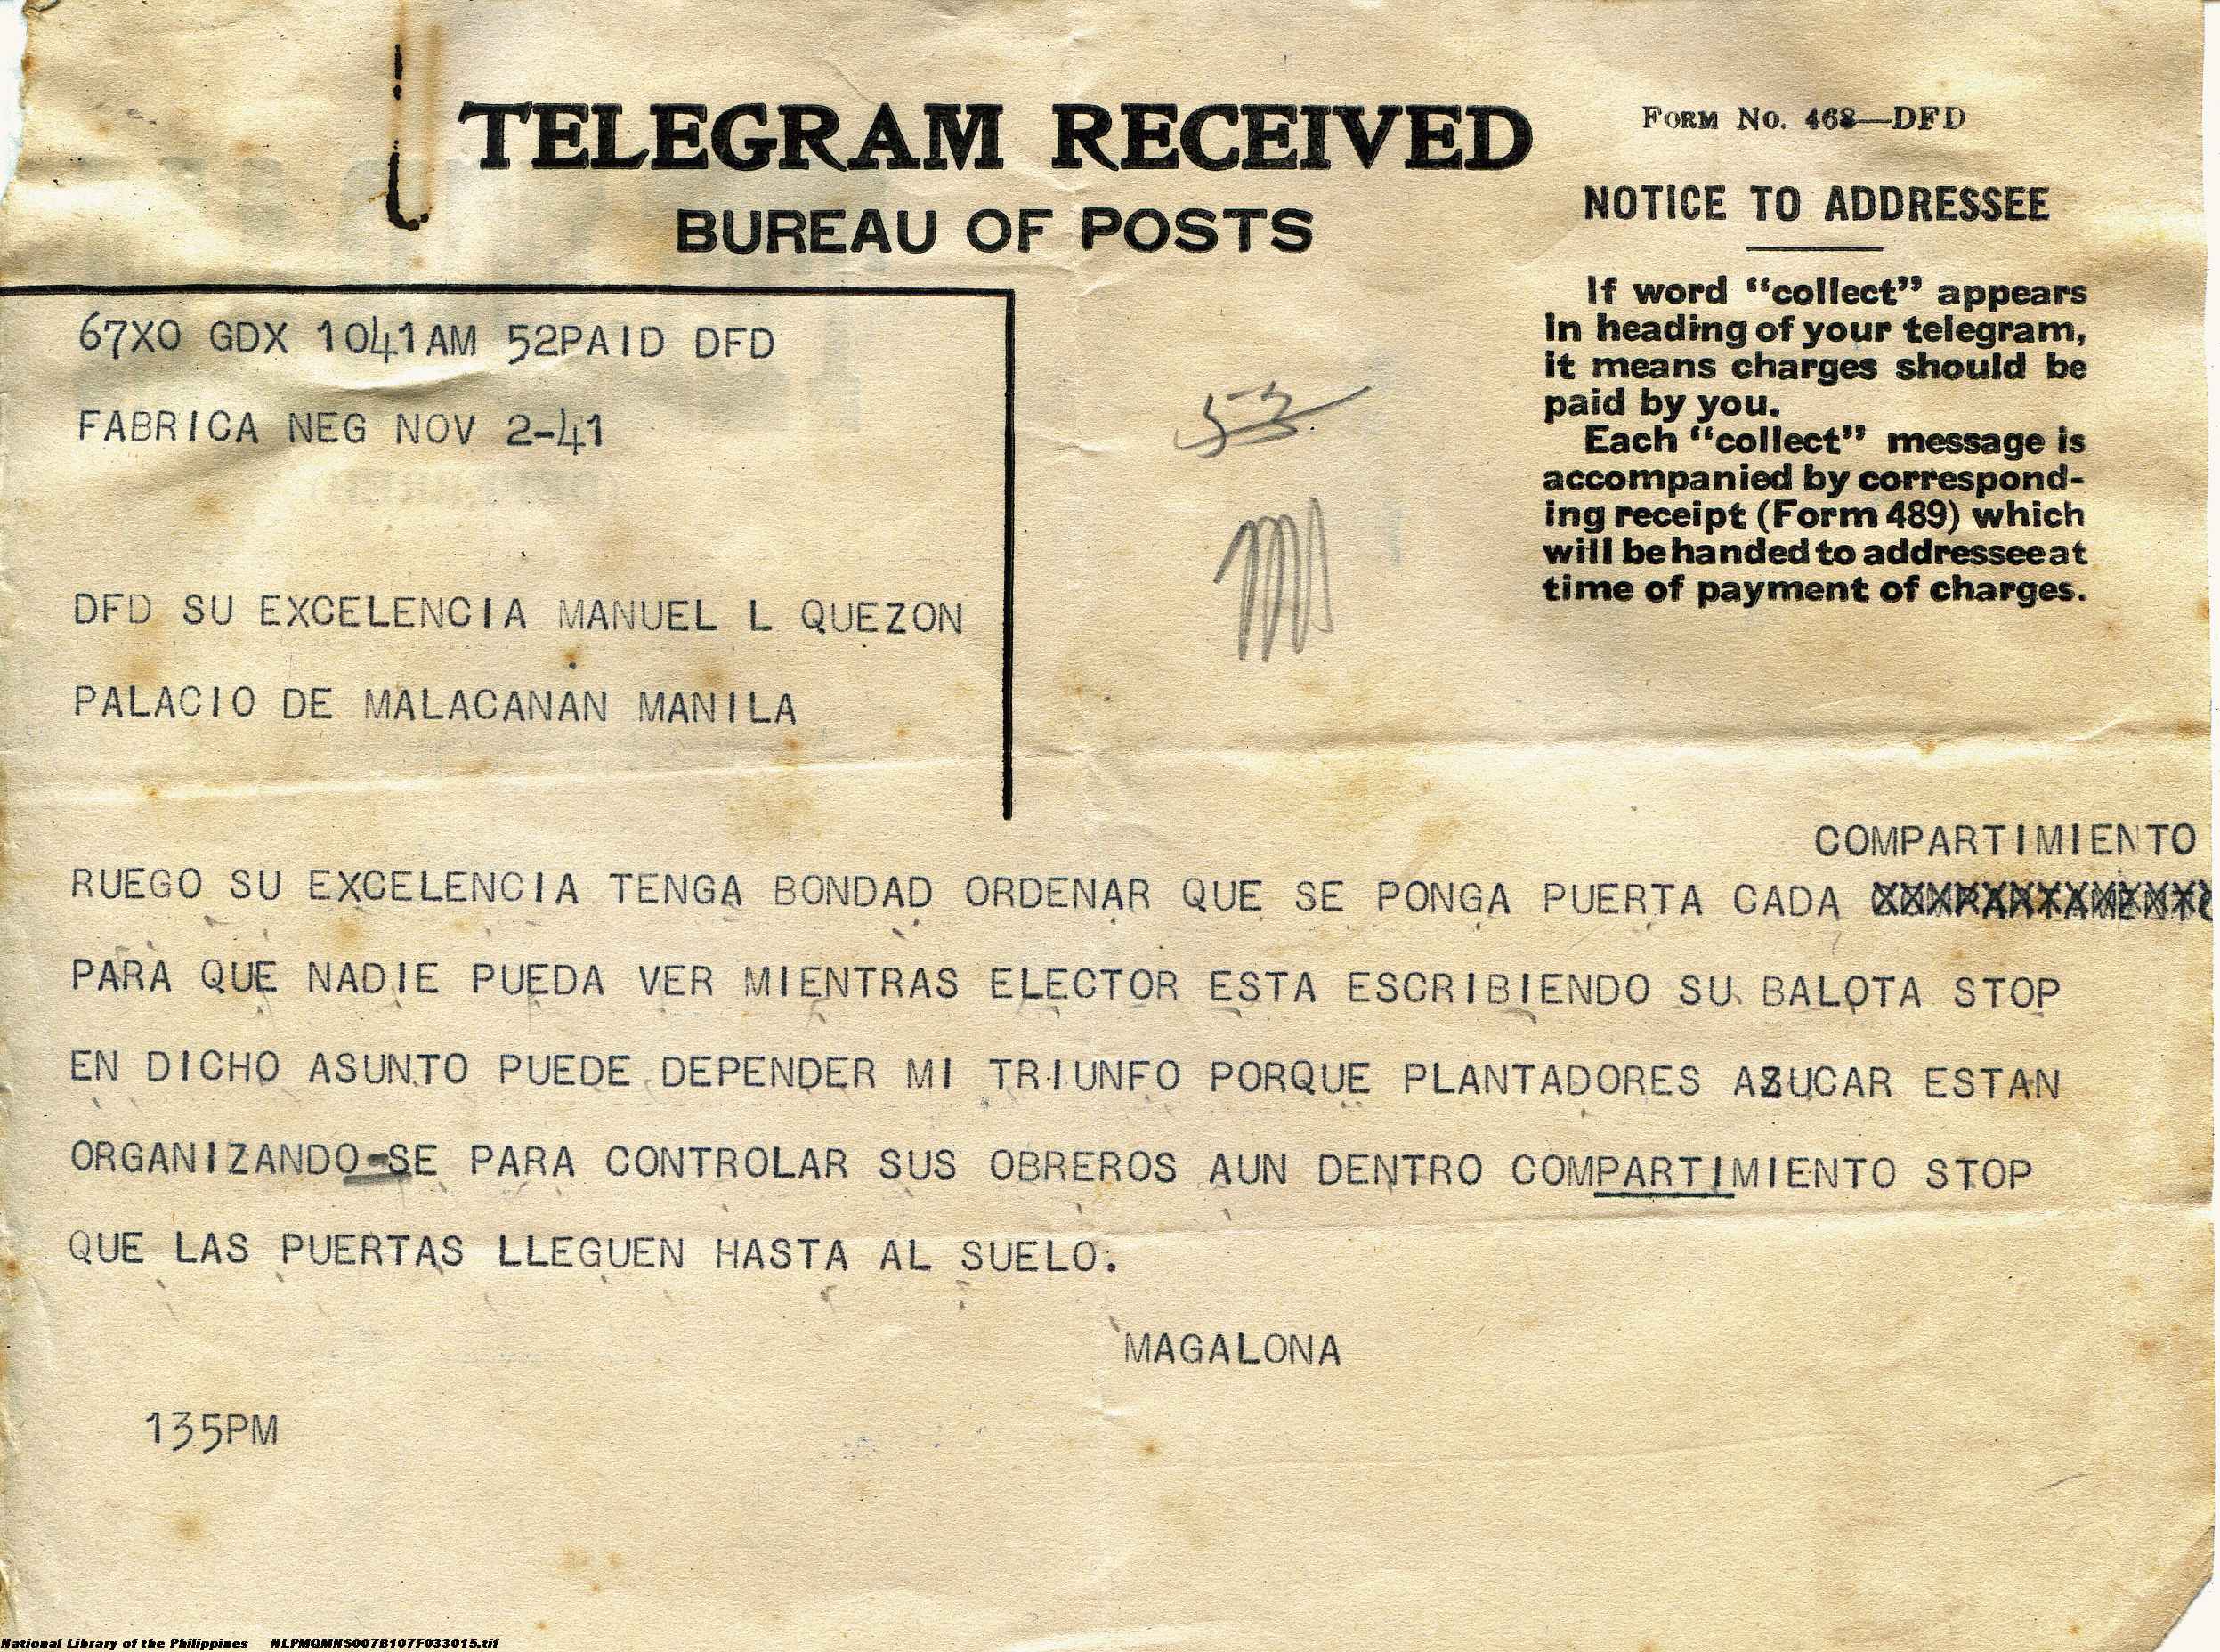 TELEGRAM RECEIVED
BUREAU OF POSTS
FORM NO. 468—DFD
NOTICE TO ADDRESSEE
If word "collect" appears
in heading of your telegram,
it means charges should be
paid by you.
Each "collect" message is
accompanied by correspond-
ing receipt (Form 489) which
will be handed to addressee at
time of payment of charges.
67XO GDX 1041AM 52PAID DFD
FABRICA NEG NOV 2-41
53
DFD SU EXCELENCIA MANUEL L QUEZON
PALACIO DE MALACANAN MANILA
COMPARTIMIENTO
RUEGO SU EXCELENCIA TENGA BONDAD ORDENAR QUE SE PONGA PUERTA CADA
PARA QUE NADIE PUEDA VER MIENTRAS ELECTOR ESTA ESCRIBIENDO SU BALOTA STOP
EN DICHO ASUNTO PUEDE DEPENDER MI TRIUNFO PORQUE PLANTADORES AZUCAR ESTAN
ORGANIZANDO-SE PARA CONTROLAR SUS OBREROS AUN DENTRO COMPARTIMIENTO STOP
QUE LAS PUERTAS LLEGUEN HASTA AL SUELO.
MAGALONA
135PM
National Library of the Philippines NLPMQMNS007B107F033015.tif